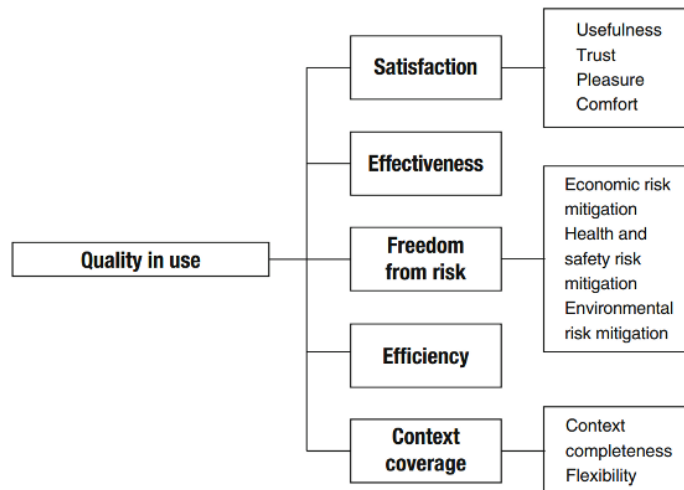 Quality in use
Satisfaction
Usefulness
Trust
Pleasure
Comfort
Effectiveness
Freedom
from risk
Economic risk
mitigation
Health and
safety risk
mitigation
Environmental
risk mitigation
Efficiency
Context
coverage
Context
completeness
Flexibility